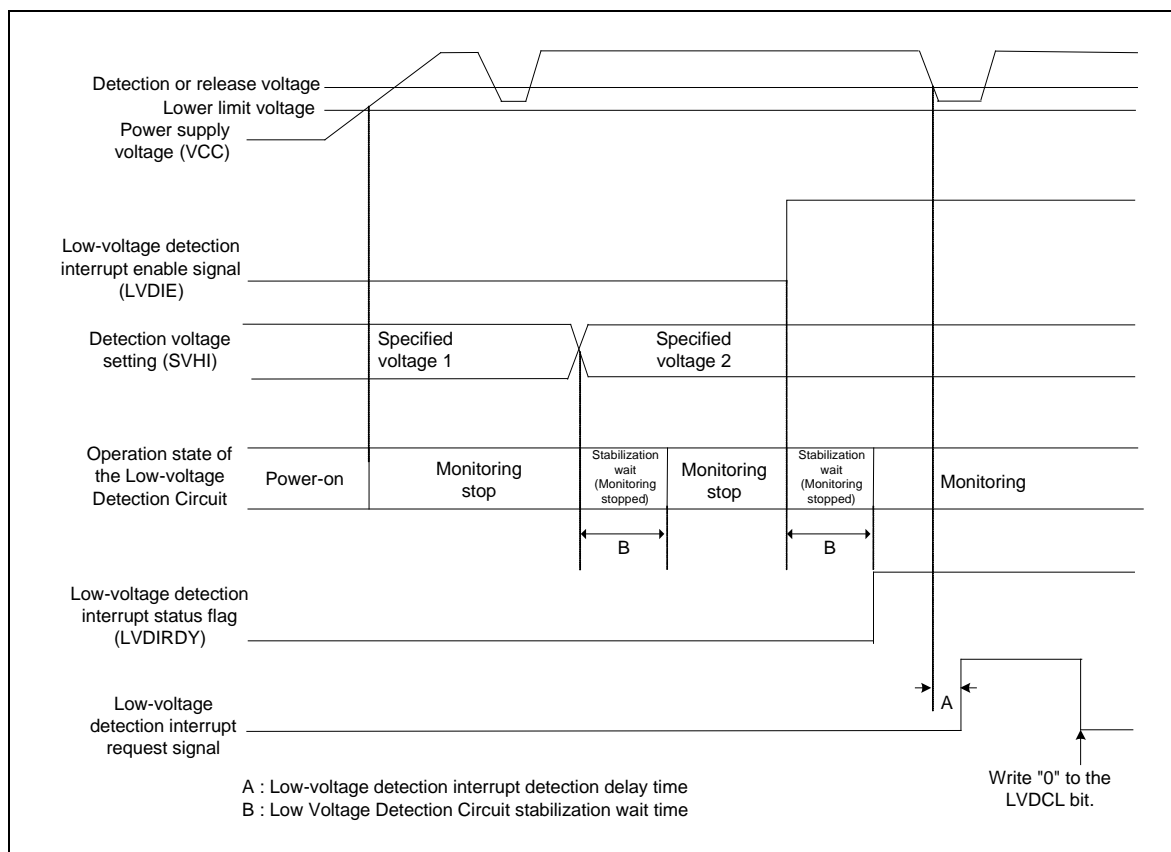 Detection or release voltage
Lower limit voltage
Power supply
voltage (VCC)
Low-voltage detection
interrupt enable signal
(LVDIE)
Detection voltage
setting (SVHI)
Specified
voltage 1
Specified
voltage 2
Operation state of
the Low-voltage
Detection Circuit
Power-on
Monitoring
stop
Stabilization
wait
(Monitoring
stopped)
Monitoring
stop
Stabilization
wait
(Monitoring
stopped)
Monitoring
B
B
Low-voltage detection
interrupt status flag
(LVDIRDY)
A
Low-voltage
detection interrupt
request signal
Write "0" to the
LVDCL bit.
A : Low-voltage detection interrupt detection delay time
B : Low Voltage Detection Circuit stabilization wait time